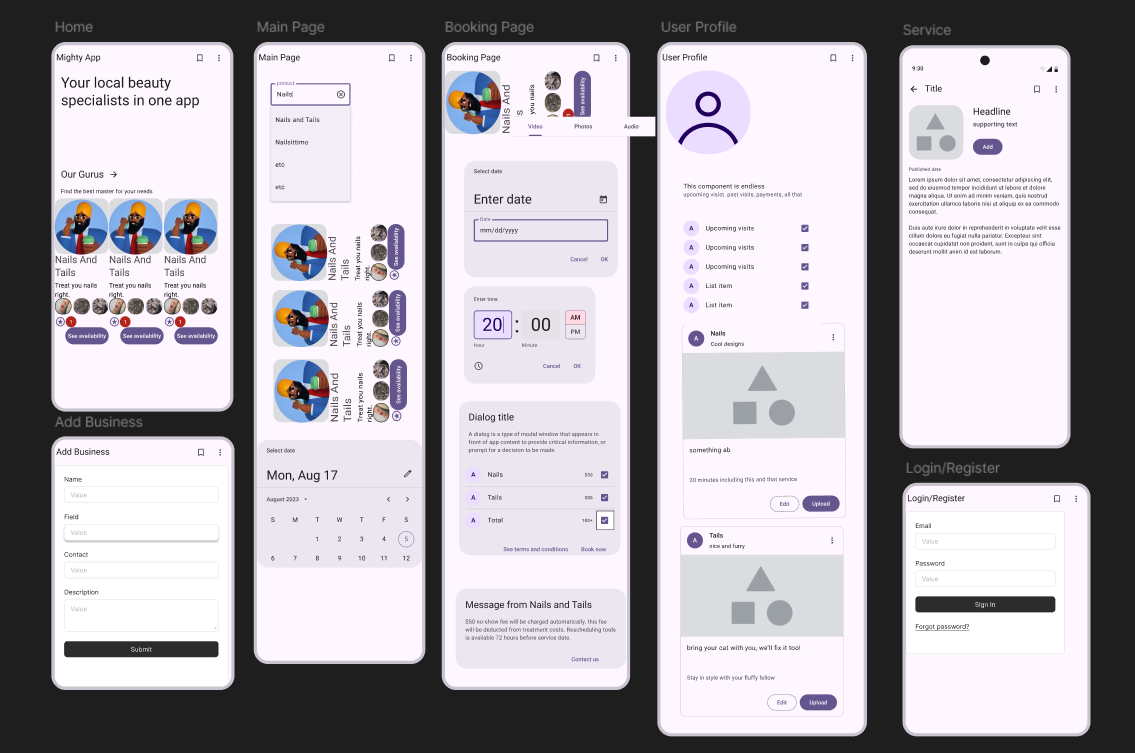 Home
Mighty App
Your local beauty
specialists in one app
Our Gurus →
Find the best master for your needs
Nails And
Tails
Treat you nails
right.
1
See availability
Nails And
Tails
Treat you nails
right.
1
See availability
Nails And
Tails
Treat you nails
right.
1
See availability
Add Business
Add Business
Name
Value
Field
Value
Contact
Value
Description
Value
Submit
Main Page
Main Page
product
Nails
Nails and Tails
Nailsittimo
etc
etc
Nails And
Tails
Treat you nails
right.
See availability
Nails And
Tails
Treat you nails
right.
See availability
Nails And
Tails
Treat you nails
right.
See availability
Select date
Mon, Aug 17
August 2023
S M T W T F S
1 2 3 4 5
6 7 8 9 10 11 12
Booking Page
Booking Page
Nails And
Tails
Treat you nails
1
See availability
Video Photos Audio
Select date
Enter date
Date
mm/dd/yyyy
Cancel OK
Enter time
20 : 00
AM
PM
Hour Minute
Cancel OK
Dialog title
A dialog is a type of modal window that appears in
front of app content to provide critical information, or
prompt for a decision to be made.
A Nails $50
A Tails $50
A Total 100+
See terms and conditions Book now
Message from Nails and Tails
$50 no-show fee will be charged automatically. this fee
will be deducted from treatment costs. Rescheduling tools
is available 72 hours before service date.
Contact us
User Profile
User Profile
This component is endless
upcoming visist, past visits, payments, all that
A Upcoming visits
A Upcoming visits
A Upcoming visits
A List item
A List item
A
Nails
Cool designs
something ab
30 minutes including this and that service
Edit Upload
A
Tails
nice and furry
bring your cat with you, we'll fix it too!
Stay in style with your fluffy fellow
Edit Upload
Service
9:30
← Title
Headline
supporting text
Add
Published date
Lorem ipsum dolor sit amet, consectetur adipiscing elit,
sed do eiusmod tempor incididunt ut labore et dolore
magna aliqua. Ut enim ad minim veniam, quis nostrud
exercitation ullamco laboris nisi ut aliquip ex ea commodo
consequat.
Duis aute irure dolor in reprehenderit in voluptate velit esse
cillum dolore eu fugiat nulla pariatur. Excepteur sint
occaecat cupidatat non proident, sunt in culpa qui officia
deserunt mollit anim id est laborum.
Login/Register
Login/Register
Email
Value
Password
Value
Sign In
Forgot password?